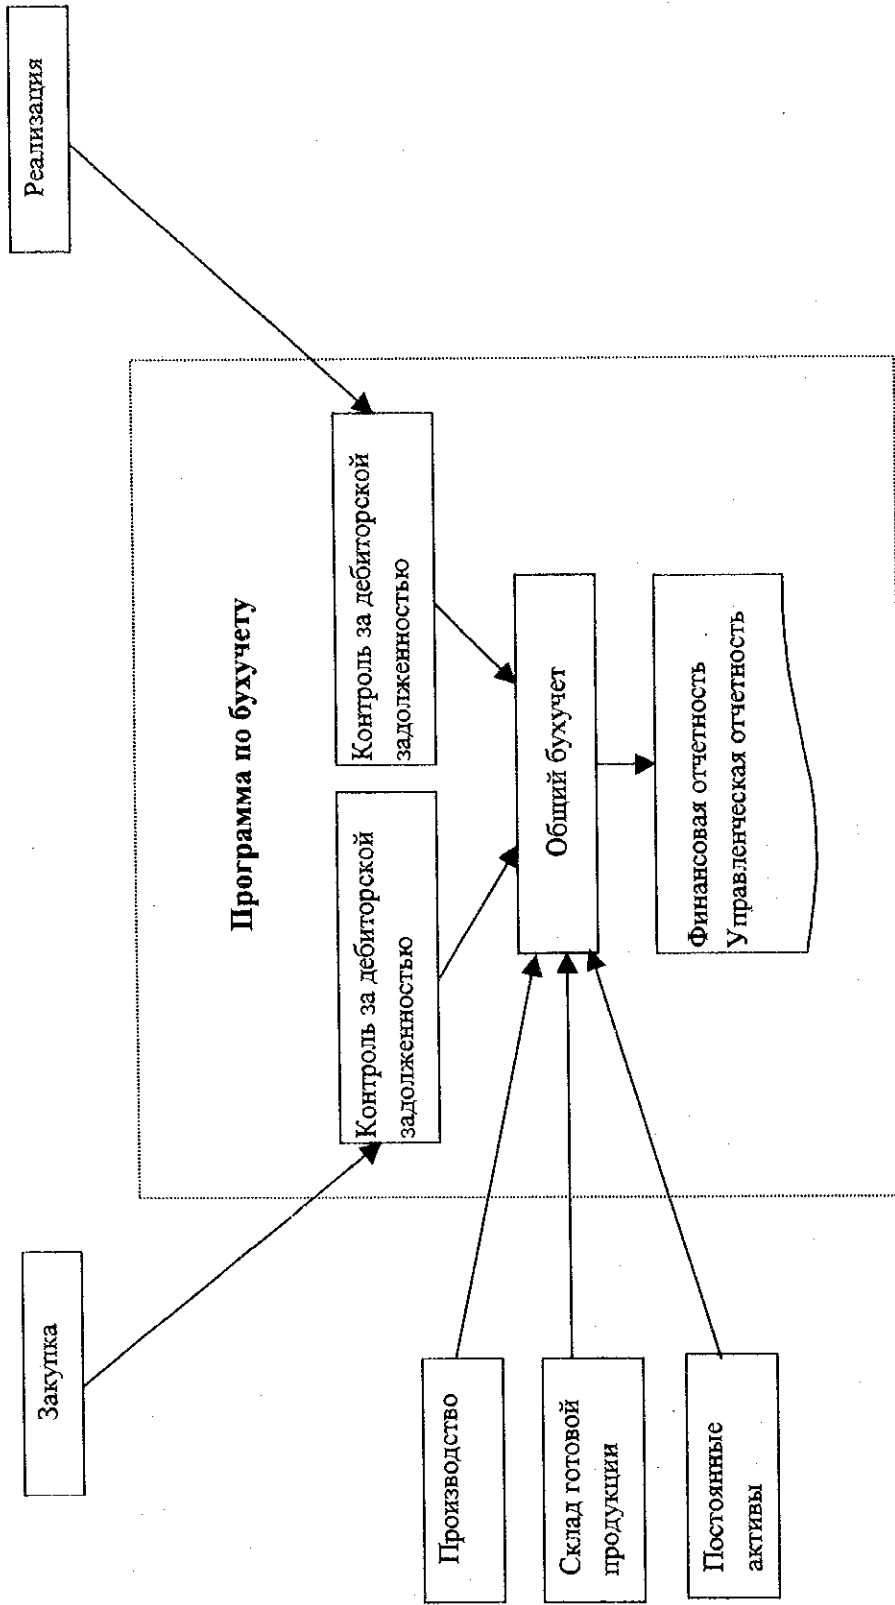 Закупка
Реализация
Программа по бухучету
Контроль за дебиторской
задолженностью
Контроль за дебиторской
задолженностью
Производство
Общий бухучет
Склад готовой
продукции
Постоянные
активы
Финансовая отчетность
Управленческая отчетность